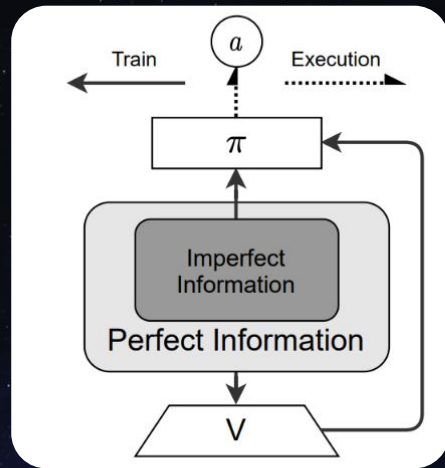 a
Train
Execution
π
Imperfect
Information
Perfect Information
V